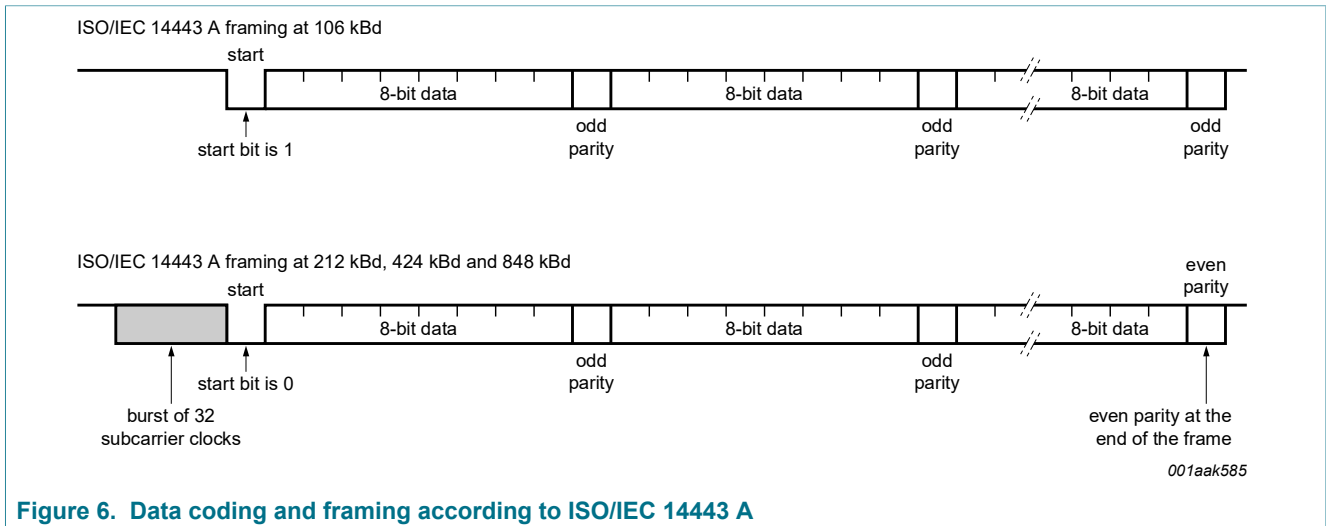 ISO/IEC 14443 A framing at 106 kBd
start
8-bit data
8-bit data
8-bit data
odd
parity
odd
parity
odd
parity
start bit is 1
ISO/IEC 14443 A framing at 212 kBd, 424 kBd and 848 kBd
even
parity
start
8-bit data
8-bit data
8-bit data
odd
parity
odd
parity
start bit is 0
burst of 32
subcarrier clocks
even parity at the
end of the frame
001aak585
Figure 6. Data coding and framing according to ISO/IEC 14443 A